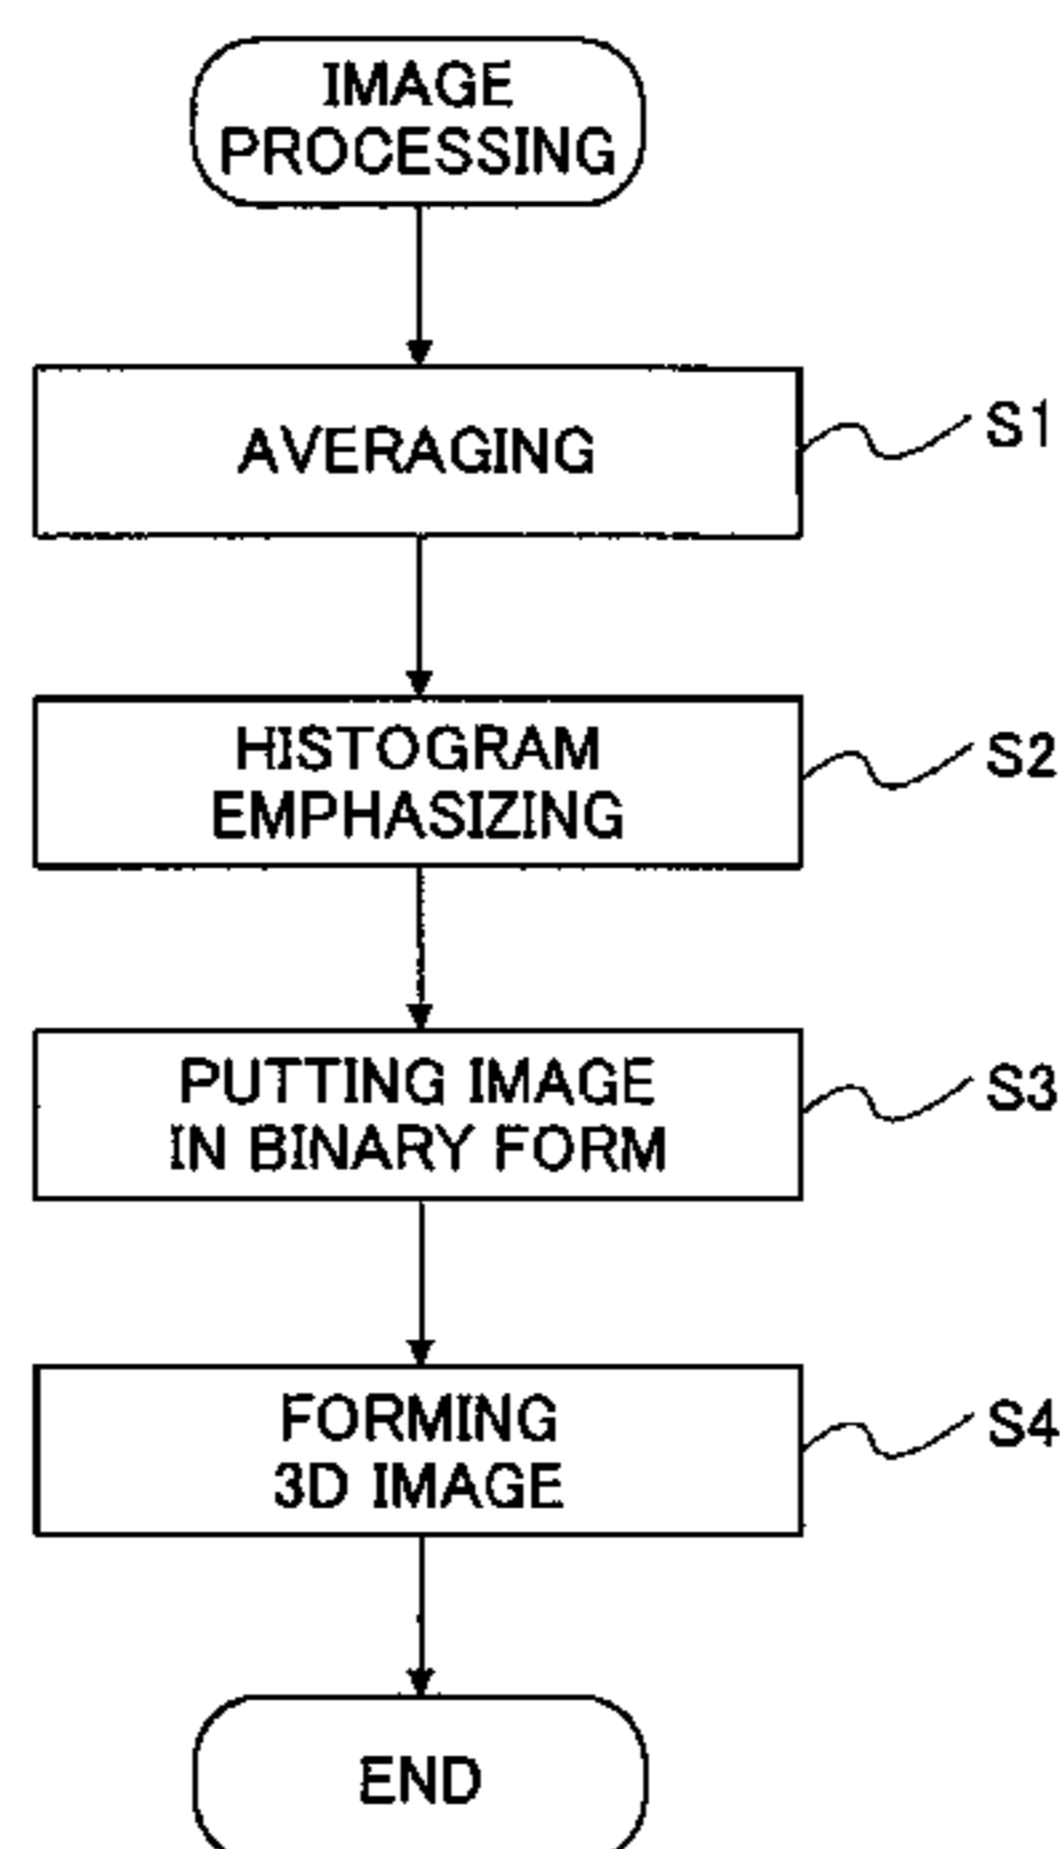 IMAGE
PROCESSING
AVERAGING
S1
HISTOGRAM
EMPHASIZING
S2
PUTTING IMAGE
IN BINARY FORM
S3
FORMING
3D IMAGE
S4
END